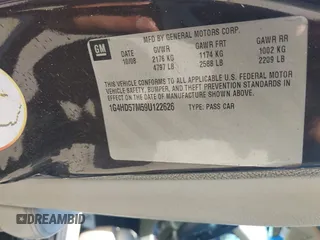 MFD BY GENERAL MOTORS CORP.
GM
10/08 GVWR GAWR FRT GAWR RR
2176 KG 1174 KG 1002 KG
4797 LB 2588 LB 2209 LB
THIS VEHICLE CONFORMS TO ALL APPLICABLE U.S. FEDERAL MOTOR
VEHICLE SAFETY, BUMPER, AND THEFT PREVENTION STANDARDS IN
EFFECT ON THE DATE OF MANUFACTURE SHOWN ABOVE.
1G4HD57M59U122626 TYPE: PASS CAR
DREAMBID